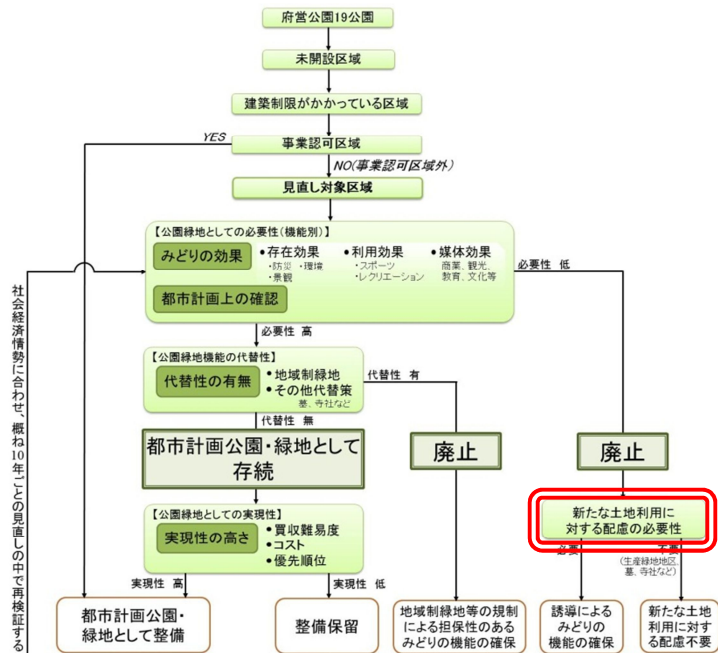 府営公園19公園
未開設区域
建築制限がかかっている区域
YES
事業認可区域
NO(事業認可区域外)
見直し対象区域
【公園緑地としての必要性(機能別)】
みどりの効果
●存在効果
・防災 ・環境
・景観
●利用効果
・スポーツ
・レクリエーション
●媒体効果
商業、観光、
教育、文化等
都市計画上の確認
必要性 低
必要性 高
【公園緑地機能の代替性】
代替性の有無
●地域制緑地
●その他代替策
墓、寺社など
代替性 有
代替性 無
都市計画公園・緑地として
存続
廃止
廃止
【公園緑地としての実現性】
実現性の高さ
●買収難易度
●コスト
●優先順位
新たな土地利用に
対する配慮の必要性
必要
不要
(生産緑地地区、
墓、寺社など)
実現性 高
実現性 低
都市計画公園・
緑地として整備
整備保留
地域制緑地等の規制
による担保性のある
みどりの機能の確保
誘導による
みどりの
機能の確保
新たな土地
利用に対す
る配慮不要
社会経済情勢に合わせ、概ね10年ごとの見直しの中で再検証する